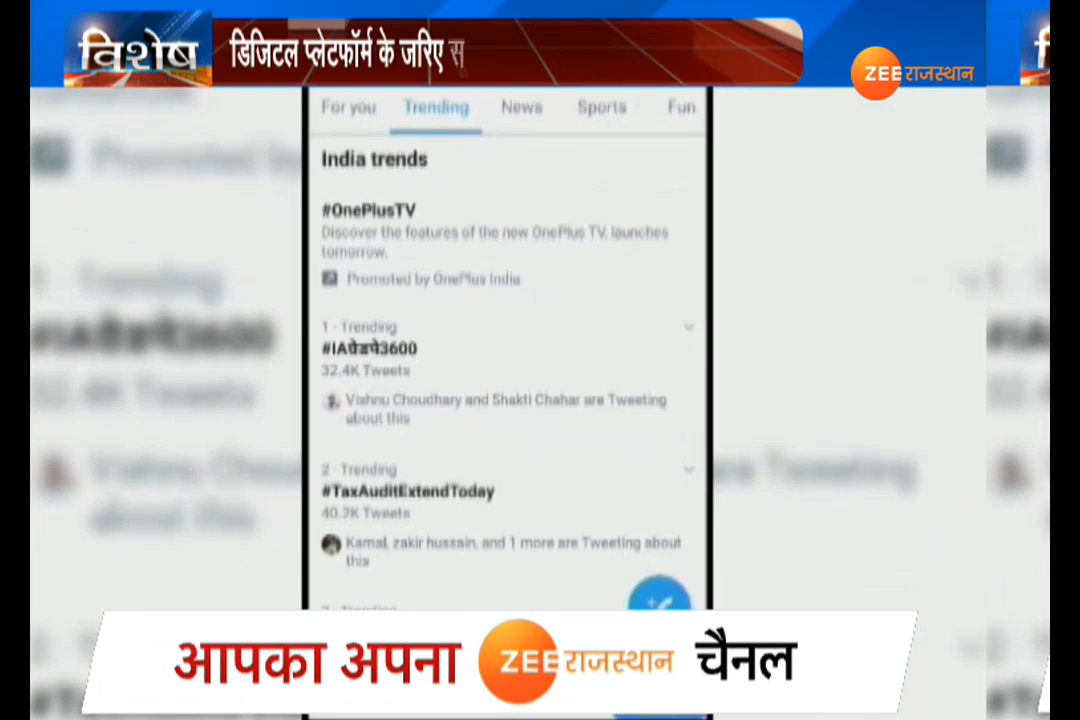 विशेष
डिजिटल प्लेटफॉर्म के जरिए सू
ZEE राजस्थान
For you Trending News Sports Fun
India trends
#OnePlusTV
Discover the features of the new OnePlus TV, launches
tomorrow.
Promoted by OnePlus India
1 · Trending
#IAग्रेडपे3600
32.4K Tweets
Vishnu Choudhary and Shakti Chahar are Tweeting
about this
2 · Trending
#TaxAuditExtendToday
40.2K Tweets
Kamal, zakir hussain, and 1 more are Tweeting about
this
आपका अपना ZEE राजस्थान चैनल